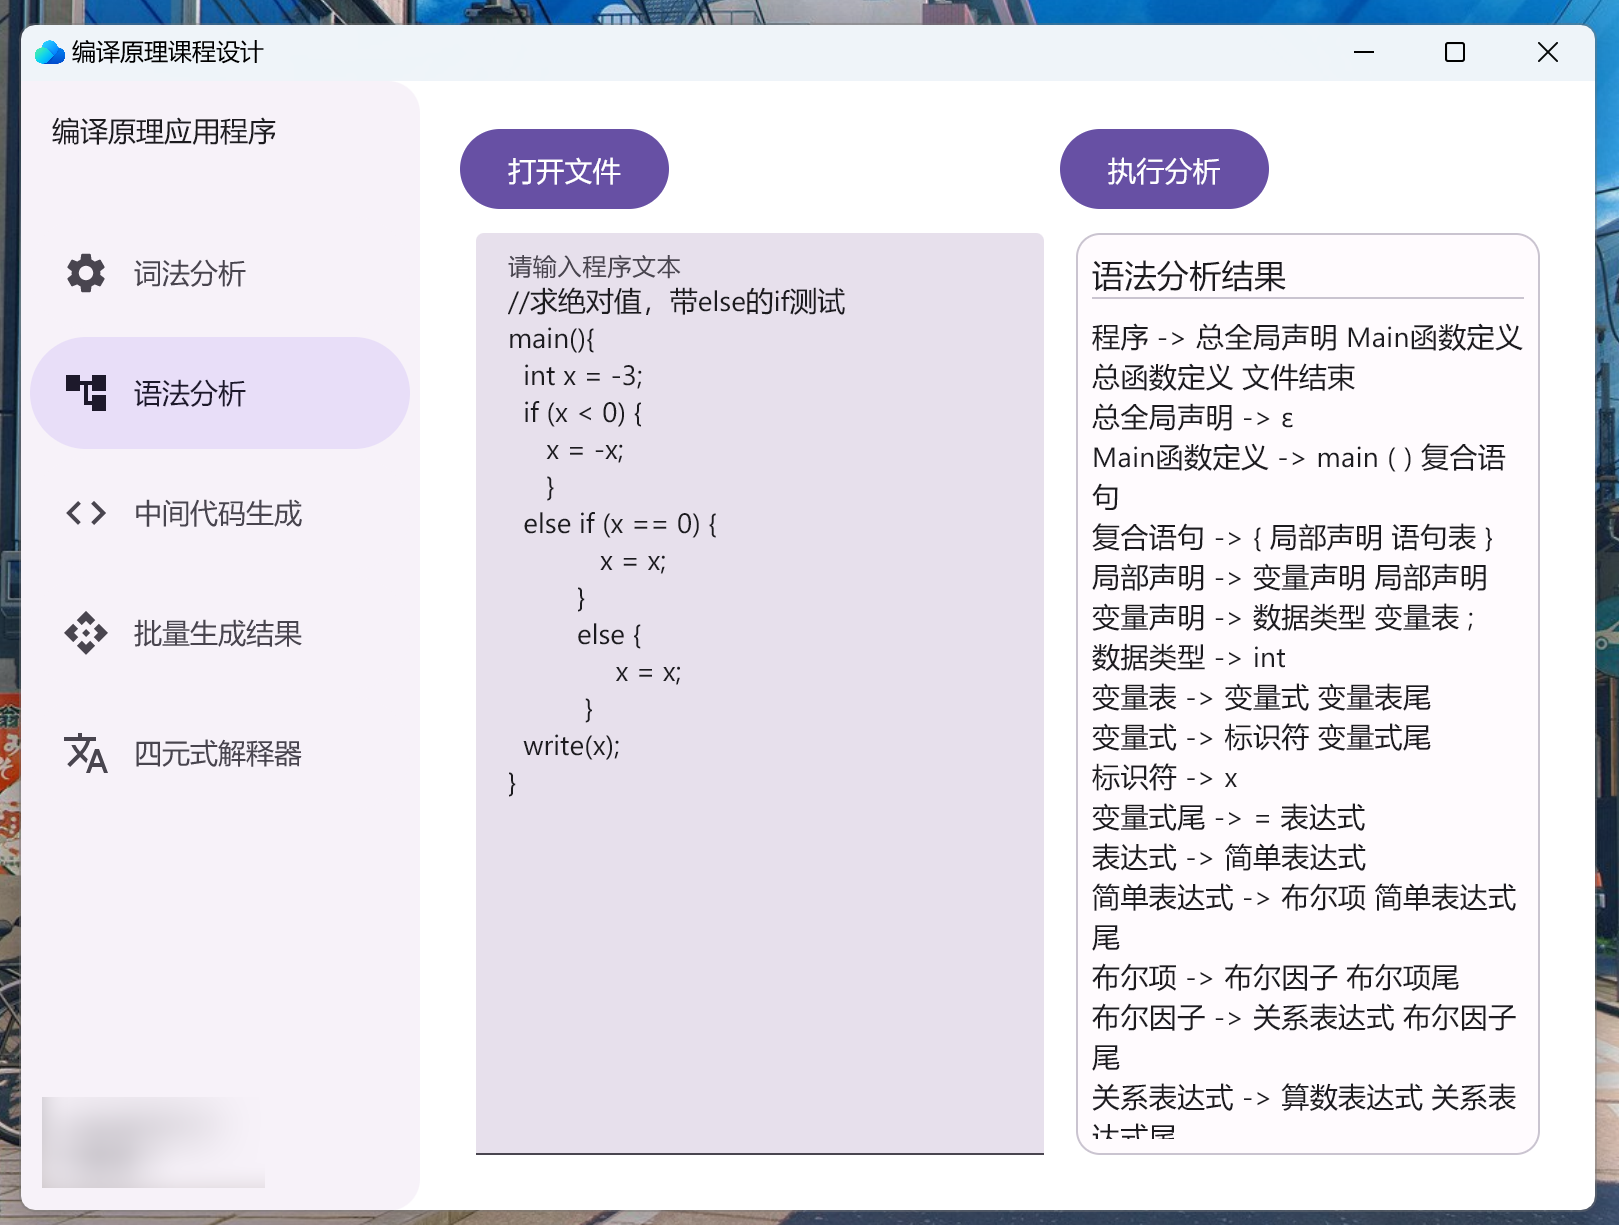 编译原理课程设计
编译原理应用程序
词法分析
语法分析
中间代码生成
批量生成结果
四元式解释器
打开文件
执行分析
请输入程序文本
//求绝对值，带else的if测试
main(){
int x = -3;
if (x < 0) {
x = -x;
}
else if (x == 0) {
x = x;
}
else {
x = x;
}
write(x);
}
语法分析结果
程序 -> 总全局声明 Main函数定义
总函数定义 文件结束
总全局声明 -> ε
Main函数定义 -> main ( ) 复合语
句
复合语句 -> { 局部声明 语句表 }
局部声明 -> 变量声明 局部声明
变量声明 -> 数据类型 变量表 ;
数据类型 -> int
变量表 -> 变量式 变量表尾
变量式 -> 标识符 变量式尾
标识符 -> x
变量式尾 -> = 表达式
表达式 -> 简单表达式
简单表达式 -> 布尔项 简单表达式
尾
布尔项 -> 布尔因子 布尔项尾
布尔因子 -> 关系表达式 布尔因子
尾
关系表达式 -> 算数表达式 关系表
达式尾